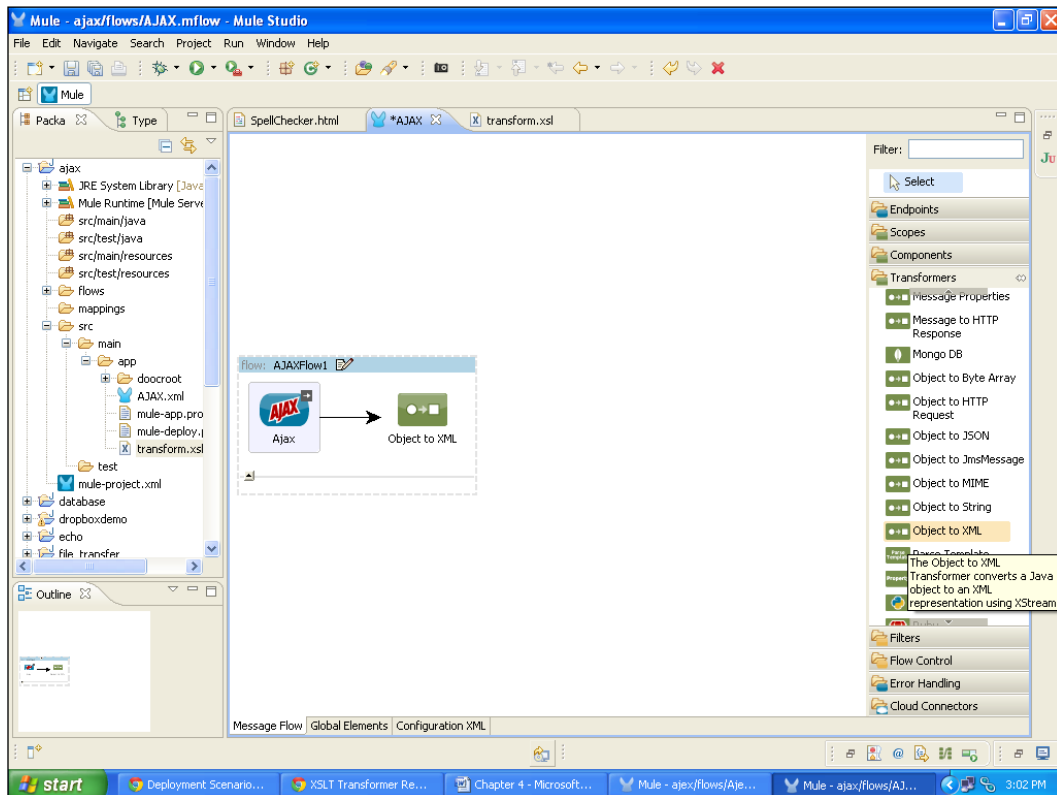 Mule - ajax/flows/AJAX.mflow - Mule Studio
File Edit Navigate Search Project Run Window Help
Mule
Packa
Type
SpellChecker.html
*AJAX
transform.xsl
ajax
JRE System Library [Java
Mule Runtime [Mule Serve
src/main/java
src/test/java
src/main/resources
src/test/resources
flows
mappings
src
main
app
doocroot
AJAX.xml
mule-app.pro
mule-deploy.p
transform.xsl
test
mule-project.xml
database
dropboxdemo
echo
file_transfer
Outline
flow: AJAXFlow1
AJAX
Ajax
Object to XML
Message Flow
Global Elements
Configuration XML
Filter:
Select
Endpoints
Scopes
Components
Transformers
Message Properties
Message to HTTP
Response
Mongo DB
Object to Byte Array
Object to HTTP
Request
Object to JSON
Object to JmsMessage
Object to MIME
Object to String
Object to XML
Parse Template
The Object to XML
Transformer converts a Java
object to an XML
representation using XStream
Filters
Flow Control
Error Handling
Cloud Connectors
Ju
start
Deployment Scenario...
XSLT Transformer Re...
Chapter 4 - Microsoft...
Mule - ajex/flows/Aje...
Mule - ajax/flows/AJ...
3:02 PM